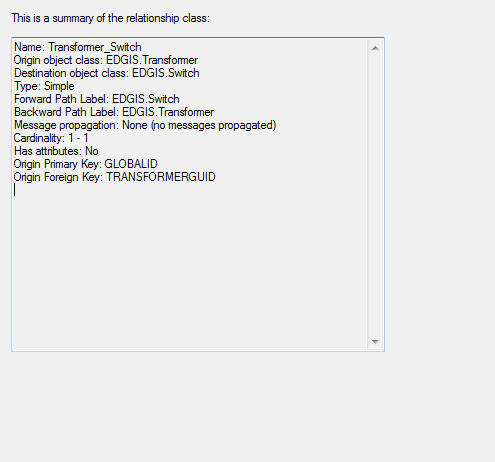 This is a summary of the relationship class:
Name: Transformer_Switch
Origin object class: EDGIS.Transformer
Destination object class: EDGIS.Switch
Type: Simple
Forward Path Label: EDGIS.Switch
Backward Path Label: EDGIS.Transformer
Message propagation: None (no messages propagated)
Cardinality: 1 - 1
Has attributes: No
Origin Primary Key: GLOBALID
Origin Foreign Key: TRANSFORMERGUID